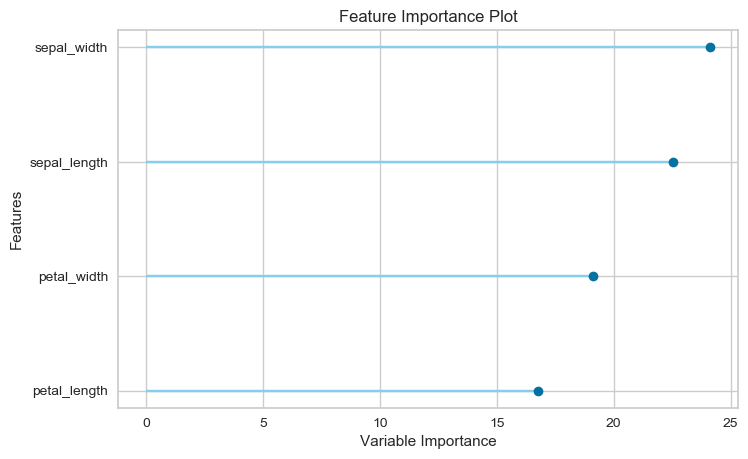 Feature Importance Plot
sepal_width
sepal_length
petal_width
petal_length
Features
0 5 10 15 20 25
Variable Importance